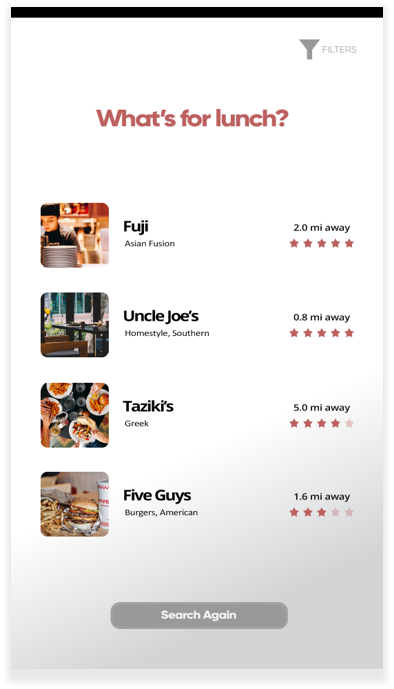 FILTERS
What's for lunch?
Fuji
2.0 mi away
Asian Fusion
Uncle Joe's
0.8 mi away
Homestyle, Southern
Taziki's
5.0 mi away
Greek
Five Guys
1.6 mi away
Burgers, American
Search Again